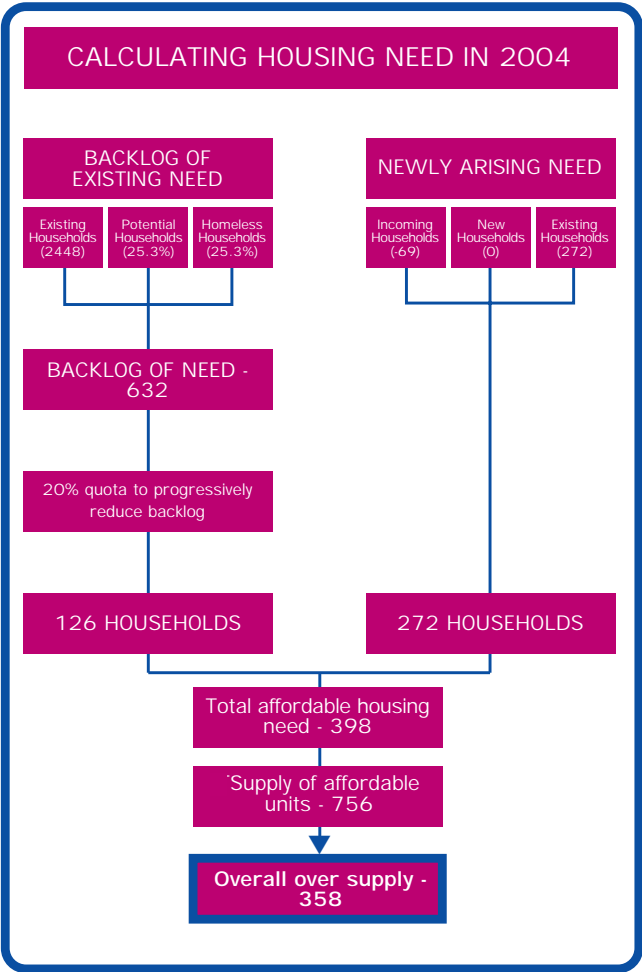 CALCULATING HOUSING NEED IN 2004
BACKLOG OF
EXISTING NEED
Existing
Households
(2448)
Potential
Households
(25.3%)
Homeless
Households
(25.3%)
NEWLY ARISING NEED
Incoming
Households
(-69)
New
Households
(0)
Existing
Households
(272)
BACKLOG OF NEED -
632
20% quota to progressively
reduce backlog
126 HOUSEHOLDS
272 HOUSEHOLDS
Total affordable housing
need - 398
Supply of affordable
units - 756
Overall over supply -
358